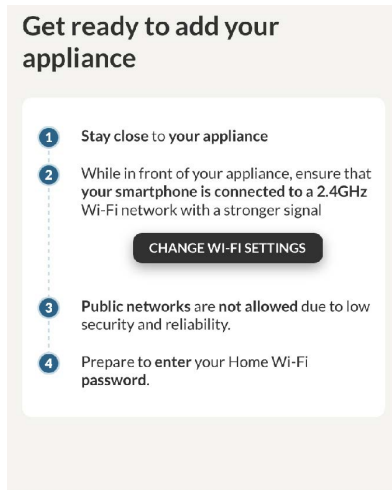 Get ready to add your
appliance
1 Stay close to your appliance
2 While in front of your appliance, ensure that
your smartphone is connected to a 2.4GHz
Wi-Fi network with a stronger signal
CHANGE WI-FI SETTINGS
3 Public networks are not allowed due to low
security and reliability.
4 Prepare to enter your Home Wi-Fi
password.